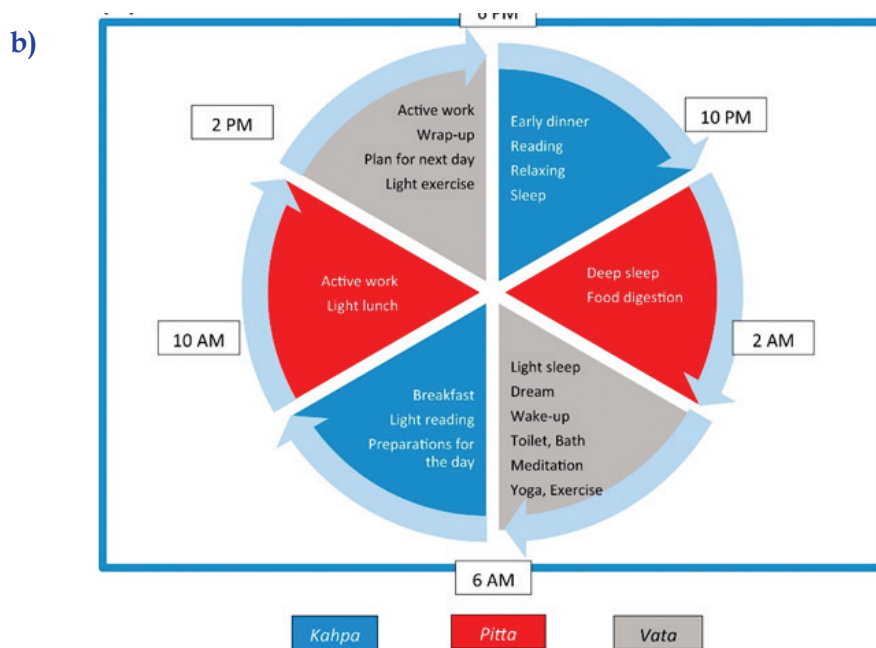 b)
6 PM
2 PM
10 PM
Active work
Wrap-up
Plan for next day
Light exercise
Early dinner
Reading
Relaxing
Sleep
Active work
Light lunch
Deep sleep
Food digestion
10 AM
2 AM
Breakfast
Light reading
Preparations for
the day
Light sleep
Dream
Wake-up
Toilet, Bath
Meditation
Yoga, Exercise
6 AM
Kahpa
Pitta
Vata